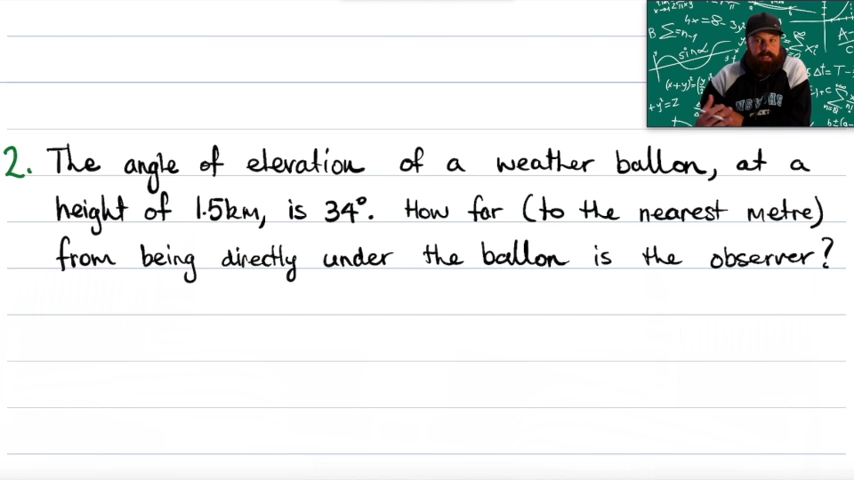 2. The angle of elevation of a weather ballon, at a
height of 1.5km, is 34°. How far (to the nearest metre)
from being directly under the ballon is the observer?